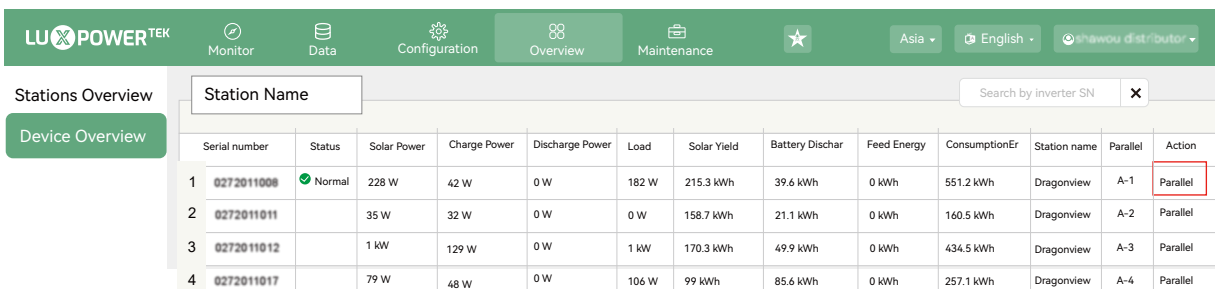 LUXPOWERTEK
Monitor Data Configuration Overview Maintenance Asia English shawou distributor
Stations Overview
Device Overview
Station Name
Search by inverter SN
Serial number Status Solar Power Charge Power Discharge Power Load Solar Yield Battery Dischar Feed Energy ConsumptionEr Station name Parallel Action
1 0272011008 Normal 228 W 42 W 0 W 182 W 215.3 kWh 39.6 kWh 0 kWh 551.2 kWh Dragonview A-1 Parallel
2 0272011011 35 W 32 W 0 W 0 W 158.7 kWh 21.1 kWh 0 kWh 160.5 kWh Dragonview A-2 Parallel
3 0272011012 1 kW 129 W 0 W 1 kW 170.3 kWh 49.9 kWh 0 kWh 434.5 kWh Dragonview A-3 Parallel
4 0272011017 79 W 48 W 0 W 106 W 99 kWh 85.6 kWh 0 kWh 257.1 kWh Dragonview A-4 Parallel